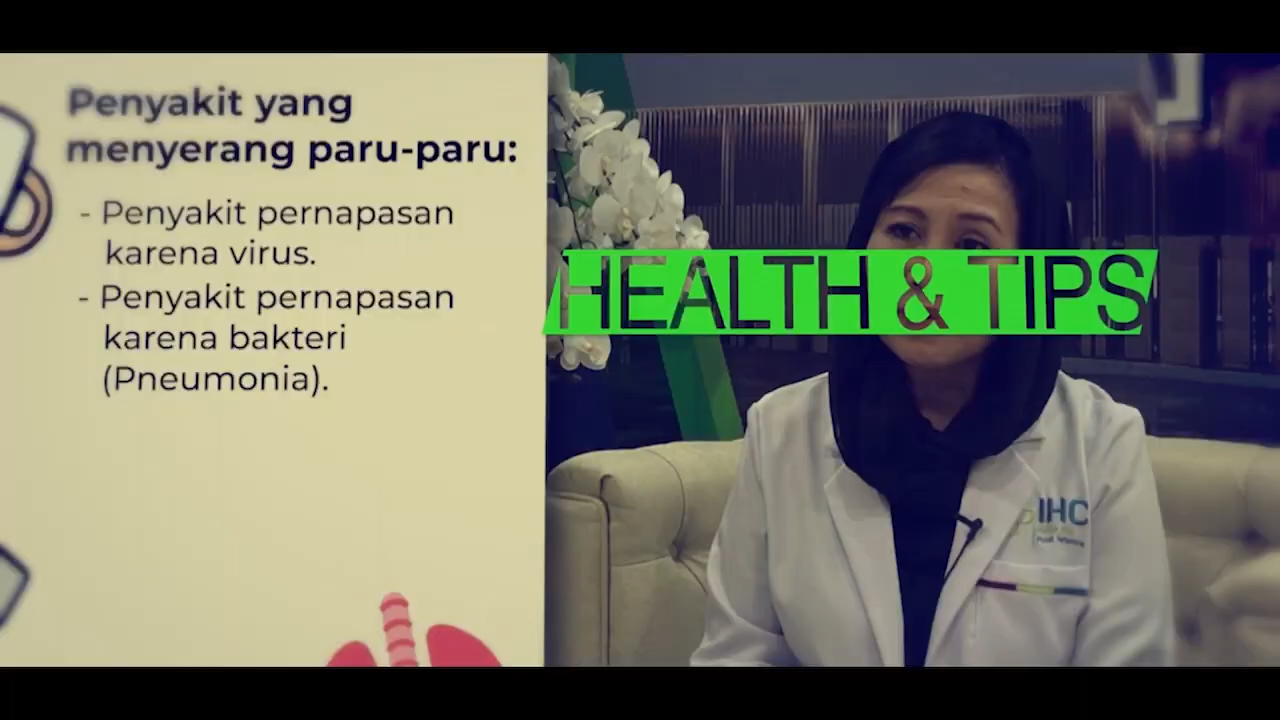 Penyakit yang
menyerang paru-paru:
- Penyakit pernapasan
karena virus.
- Penyakit pernapasan
karena bakteri
(Pneumonia).
HEALTH & TIPS
IHC